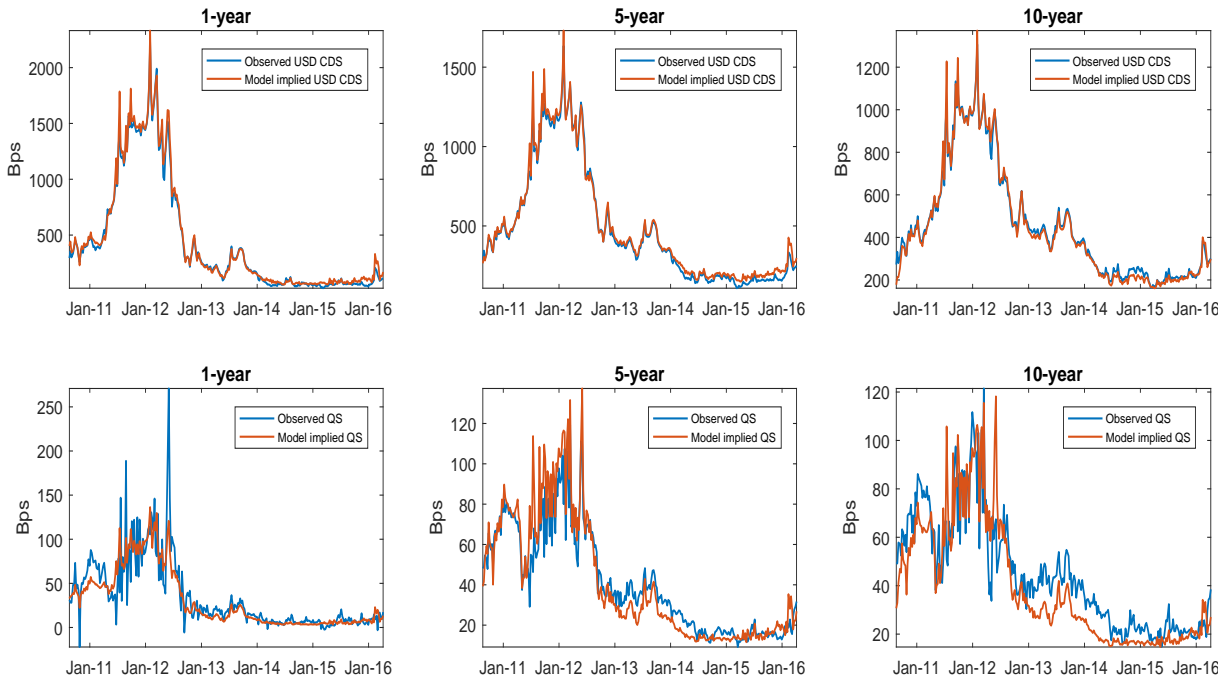 1-year
Bps
2000
1500
1000
500
Jan-11 Jan-12 Jan-13 Jan-14 Jan-15 Jan-16
Observed USD CDS
Model implied USD CDS
5-year
Bps
1500
1000
500
Jan-11 Jan-12 Jan-13 Jan-14 Jan-15 Jan-16
Observed USD CDS
Model implied USD CDS
10-year
Bps
1200
1000
800
600
400
200
Jan-11 Jan-12 Jan-13 Jan-14 Jan-15 Jan-16
Observed USD CDS
Model implied USD CDS
1-year
Bps
250
200
150
100
50
0
Jan-11 Jan-12 Jan-13 Jan-14 Jan-15 Jan-16
Observed QS
Model implied QS
5-year
Bps
120
100
80
60
40
20
Jan-11 Jan-12 Jan-13 Jan-14 Jan-15 Jan-16
Observed QS
Model implied QS
10-year
Bps
120
100
80
60
40
20
Jan-11 Jan-12 Jan-13 Jan-14 Jan-15 Jan-16
Observed QS
Model implied QS